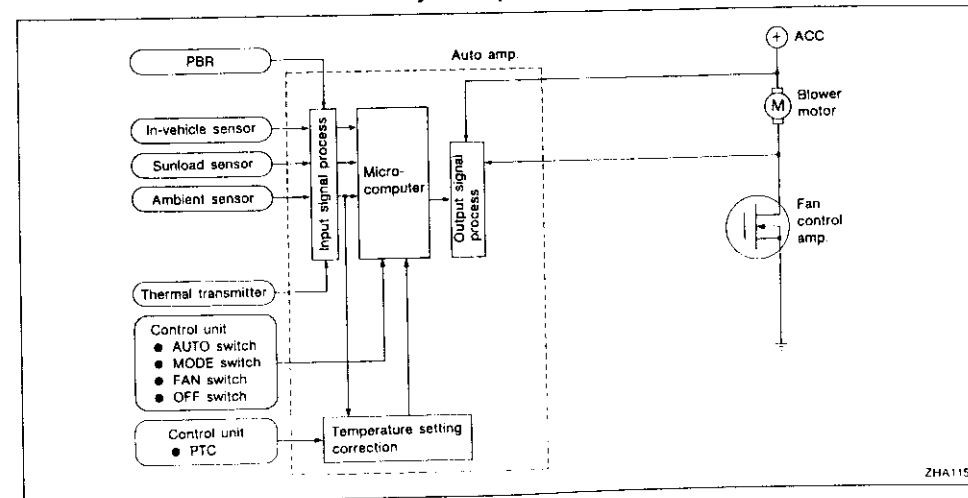 Auto amp.
ACC
PBR
Blower
motor
M
In-vehicle sensor
Sunload sensor
Ambient sensor
Input signal process
Micro-
computer
Output signal
process
Fan
control
amp.
Thermal transmitter
Control unit
● AUTO switch
● MODE switch
● FAN switch
● OFF switch
Control unit
● PTC
Temperature setting
correction
ZHA115